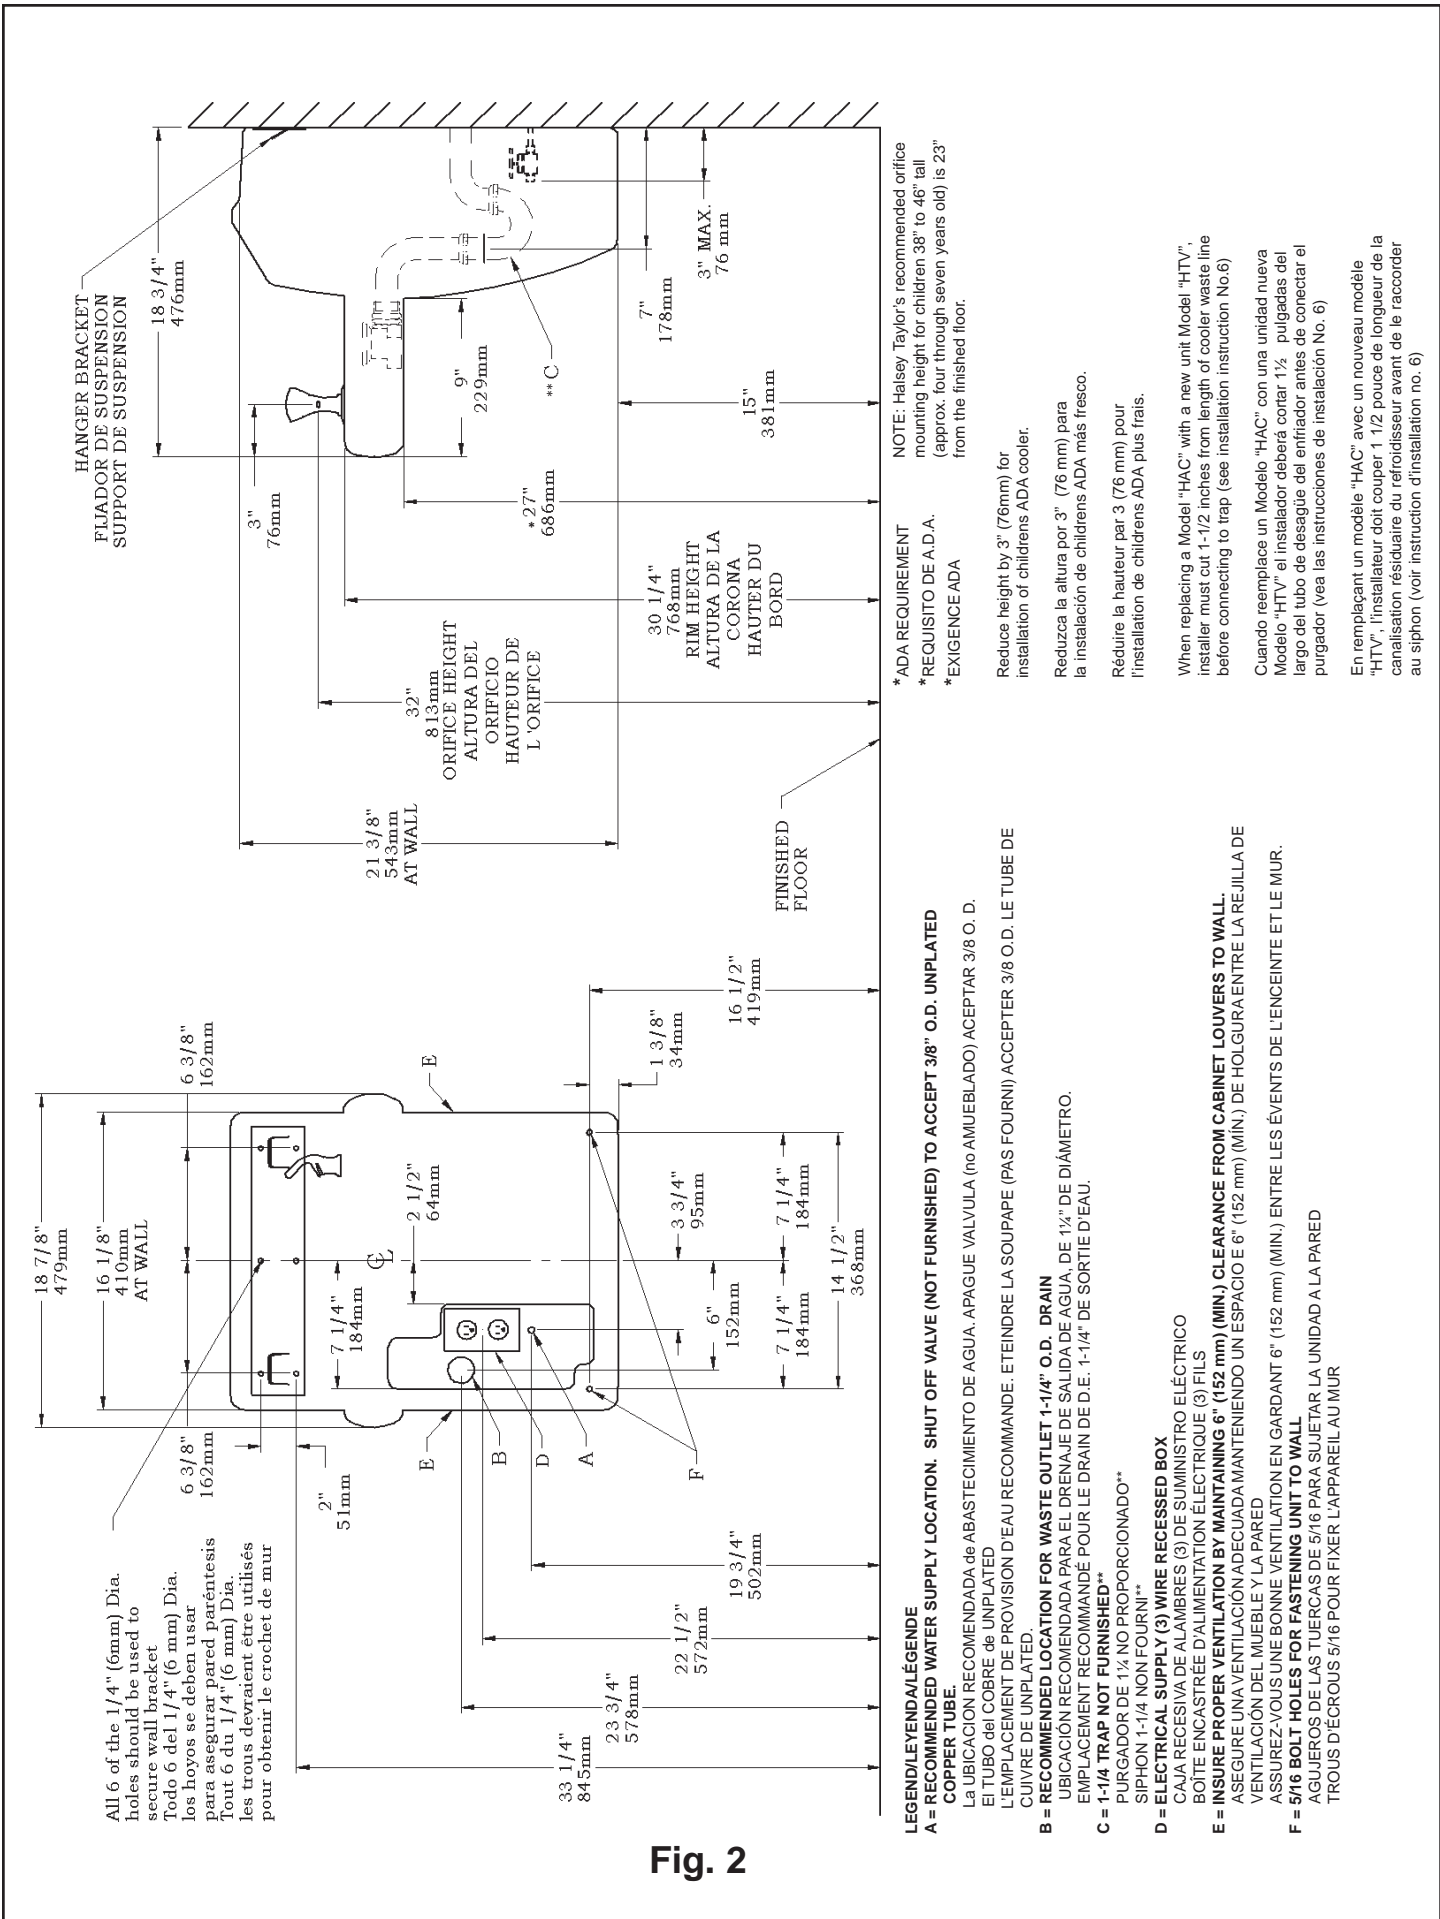 18 7/8"
479mm
16 1/8"
410mm
AT WALL
6 3/8"
162mm
6 3/8"
162mm
2"
51mm
All 6 of the 1/4" (6mm) Dia.
holes should be used to
secure wall bracket
Todo 6 del 1/4" (6 mm) Dia.
los hoyos se deben usar
para asegurar pared paréntesis
Tout 6 du 1/4" (6 mm) Dia.
les trous devraient être utilisés
pour obtenir le crochet de mur
CL
7 1/4"
184mm
2 1/2"
64mm
E
E
B
D
A
F
3 3/4"
95mm
6"
152mm
7 1/4"
184mm
7 1/4"
184mm
14 1/2"
368mm
1 3/8"
34mm
16 1/2"
419mm
33 1/4"
845mm
23 3/4"
578mm
22 1/2"
572mm
19 3/4"
502mm
HANGER BRACKET
FIJADOR DE SUSPENSION
SUPPORT DE SUSPENSION
18 3/4"
476mm
3"
76mm
9"
229mm
**C
7"
178mm
3" MAX.
76 mm
15"
381mm
*27"
686mm
30 1/4"
768mm
RIM HEIGHT
ALTURA DE LA
CORONA
HAUTER DU
BORD
32"
813mm
ORIFICE HEIGHT
ALTURA DEL
ORIFICIO
HAUTEUR DE
L 'ORIFICE
21 3/8"
543mm
AT WALL
FINISHED
FLOOR
LEGEND/LEYENDA/LÉGENDE
A = RECOMMENDED WATER SUPPLY LOCATION. SHUT OFF VALVE (NOT FURNISHED) TO ACCEPT 3/8" O.D. UNPLATED
COPPER TUBE.
La UBICACION RECOMENDADA de ABASTECIMIENTO DE AGUA. APAGUE VALVULA (no AMUEBLADO) ACEPTAR 3/8 O. D.
El TUBO del COBRE de UNPLATED
L'EMPLACEMENT DE PROVISION D'EAU RECOMMANDE. ETEINDRE LA SOUPAPE (PAS FOURNI) ACCEPTER 3/8 O.D. LE TUBE DE
CUIVRE DE UNPLATED.
B = RECOMMENDED LOCATION FOR WASTE OUTLET 1-1/4" O.D. DRAIN
UBICACIÓN RECOMENDADA PARA EL DRENAJE DE SALIDA DE AGUA, DE 1¼" DE DIÁMETRO.
EMPLACEMENT RECOMMANDÉ POUR LE DRAIN DE D.E. 1-1/4" DE SORTIE D'EAU.
C = 1-1/4 TRAP NOT FURNISHED**
PURGADOR DE 1¼ NO PROPORCIONADO**
SIPHON 1-1/4 NON FOURNI**
D = ELECTRICAL SUPPLY (3) WIRE RECESSED BOX
CAJA RECESIVA DE ALAMBRES (3) DE SUMINISTRO ELÉCTRICO
BOÎTE ENCASTRÉE D'ALIMENTATION ÉLECTRIQUE (3) FILS
E = INSURE PROPER VENTILATION BY MAINTAINING 6" (152 mm) (MIN.) CLEARANCE FROM CABINET LOUVERS TO WALL.
ASEGURE UNA VENTILACIÓN ADECUADA MANTENIENDO UN ESPACIO E 6" (152 mm) (MÍN.) DE HOLGURA ENTRE LA REJILLA DE
VENTILACIÓN DEL MUEBLE Y LA PARED
ASSUREZ-VOUS UNE BONNE VENTILATION EN GARDANT 6" (152 mm) (MIN.) ENTRE LES ÉVENTS DE L'ENCEINTE ET LE MUR.
F = 5/16 BOLT HOLES FOR FASTENING UNIT TO WALL
AGUJEROS DE LAS TUERCAS DE 5/16 PARA SUJETAR LA UNIDAD A LA PARED
TROUS D'ÉCROUS 5/16 POUR FIXER L'APPAREIL AU MUR
*ADA REQUIREMENT
*REQUISITO DE A.D.A.
*EXIGENCE ADA
NOTE: Halsey Taylor's recommended orifice
mounting height for children 38" to 46" tall
(approx. four through seven years old) is 23"
from the finished floor.
Reduce height by 3" (76mm) for
installation of childrens ADA cooler.
Reduzca la altura por 3" (76 mm) para
la instalación de childrens ADA más fresco.
Réduire la hauteur par 3 (76 mm) pour
l'installation de childrens ADA plus frais.
When replacing a Model "HAC" with a new unit Model "HTV",
installer must cut 1-1/2 inches from length of cooler waste line
before connecting to trap (see installation instruction No.6)
Cuando reemplace un Modelo "HAC" con una unidad nueva
Modelo "HTV" el instalador deberá cortar 1½ pulgadas del
largo del tubo de desagüe del enfriador antes de conectar el
purgador (vea las instrucciones de instalación No. 6)
En remplaçant un modèle "HAC" avec un nouveau modèle
"HTV", l'installateur doit couper 1 1/2 pouce de longueur de la
canalisation résiduaire du refroidisseur avant de le raccorder
au siphon (voir instruction d'installation no. 6)
Fig. 2